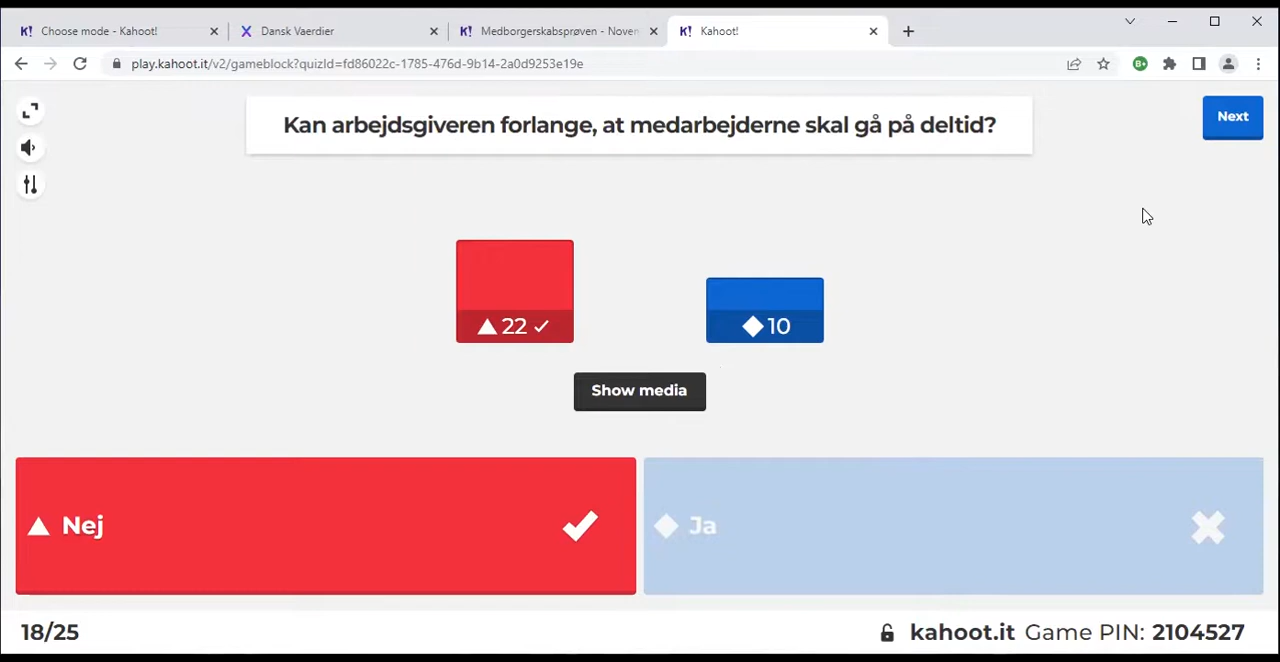 K! Choose mode - Kahoot!
Dansk Vaerdier
K! Medborgerskabsprøven - Noven
K! Kahoot!
play.kahoot.it/v2/gameblock?quizId=fd86022c-1785-476d-9b14-2a0d9253e19e
Kan arbejdsgiveren forlange, at medarbejderne skal gå på deltid?
Next
22
10
Show media
Nej
Ja
18/25
kahoot.it Game PIN: 2104527